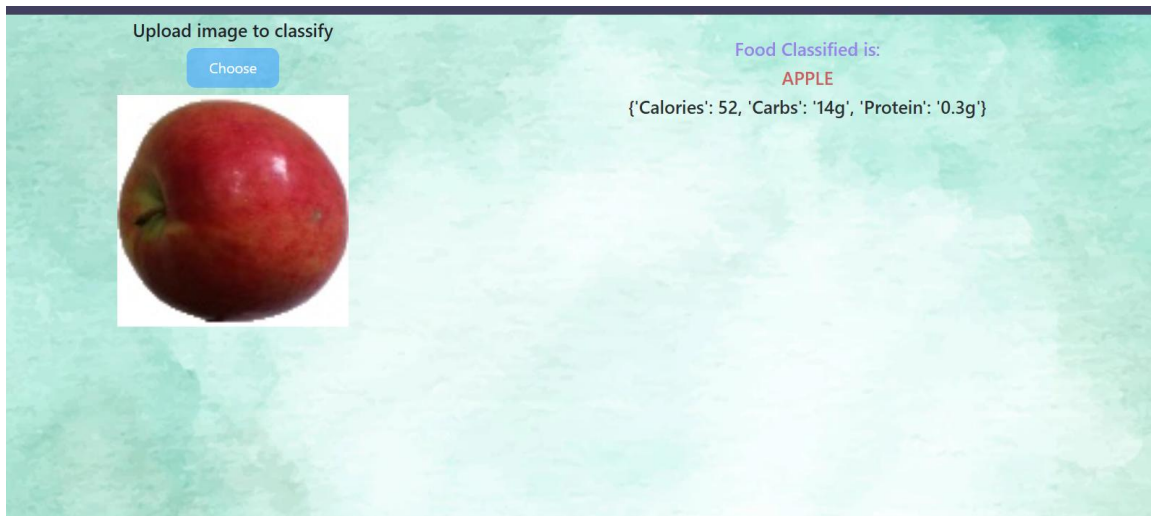 Upload image to classify
Choose
Food Classified is:
APPLE
{'Calories': 52, 'Carbs': '14g', 'Protein': '0.3g'}